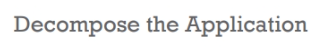 Decompose the Application